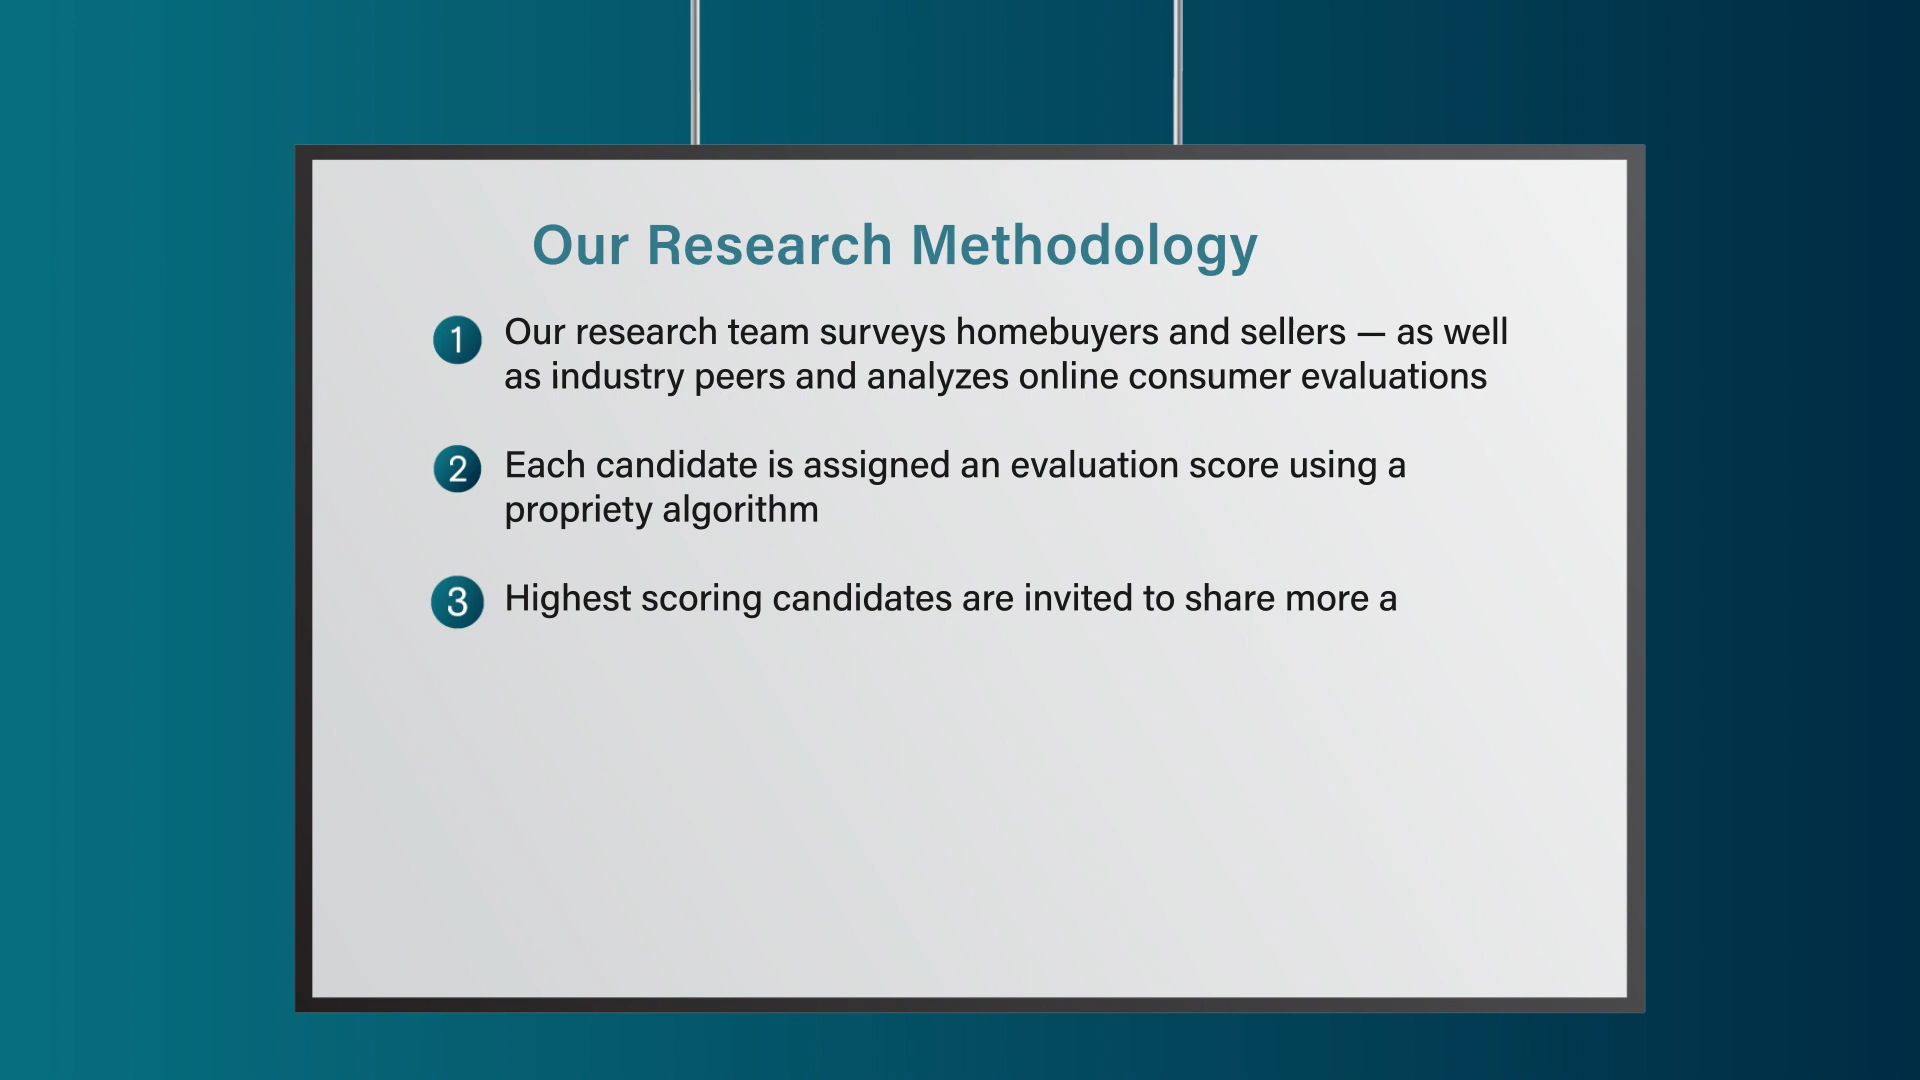 Our Research Methodology
1 Our research team surveys homebuyers and sellers — as well
as industry peers and analyzes online consumer evaluations
2 Each candidate is assigned an evaluation score using a
propriety algorithm
3 Highest scoring candidates are invited to share more a